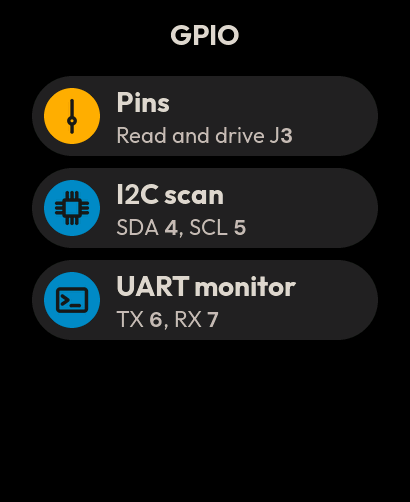 GPIO
Pins
Read and drive J3
I2C scan
SDA 4, SCL 5
UART monitor
TX 6, RX 7